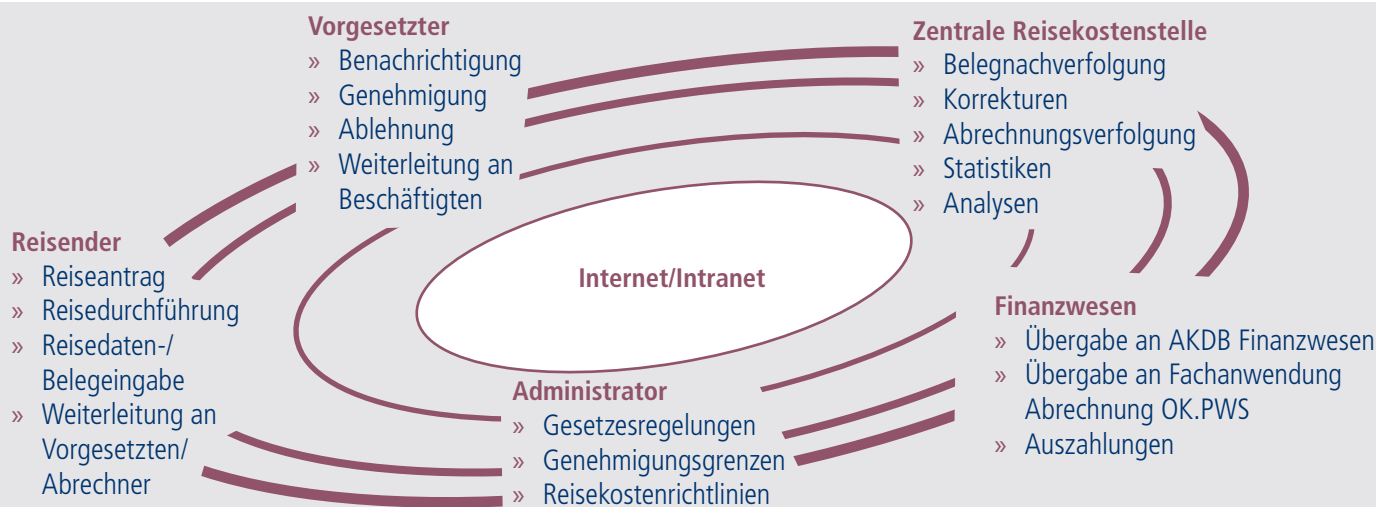 Vorgesetzter
» Benachrichtigung
» Genehmigung
» Ablehnung
» Weiterleitung an
Beschäftigten
Zentrale Reisekostenstelle
» Belegnachverfolgung
» Korrekturen
» Abrechnungsverfolgung
» Statistiken
» Analysen
Reisender
» Reiseantrag
» Reisedurchführung
» Reisedaten-/
Belegeingabe
» Weiterleitung an
Vorgesetzten/
Abrechner
Internet/Intranet
Finanzwesen
» Übergabe an AKDB Finanzwesen
» Übergabe an Fachanwendung
Abrechnung OK.PWS
» Auszahlungen
Administrator
» Gesetzesregelungen
» Genehmigungsgrenzen
» Reisekostenrichtlinien